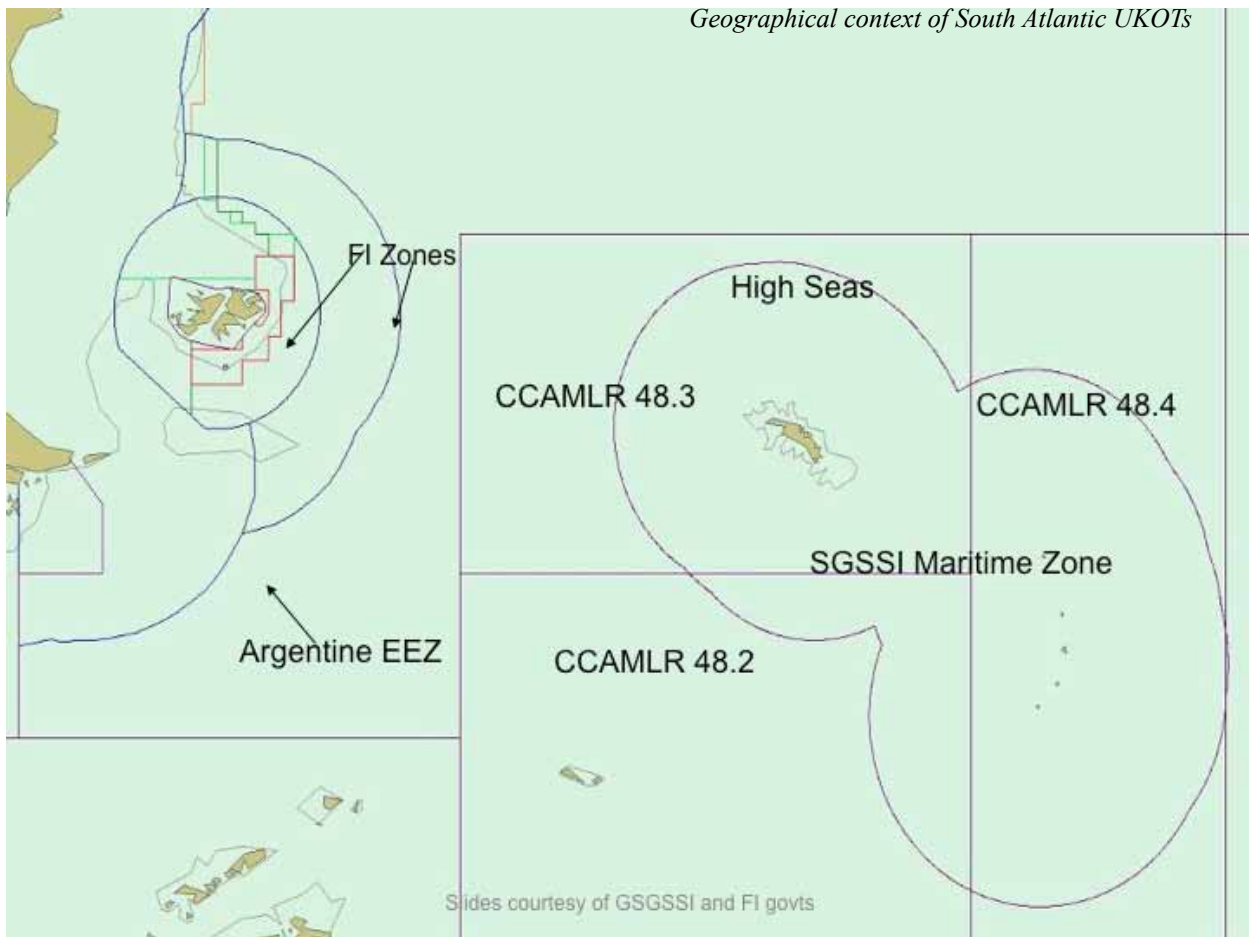 Geographical context of South Atlantic UKOTs
FI Zones
High Seas
CCAMLR 48.3
CCAMLR 48.4
SGSSI Maritime Zone
Argentine EEZ
CCAMLR 48.2
Slides courtesy of GSGSSI and FI govts